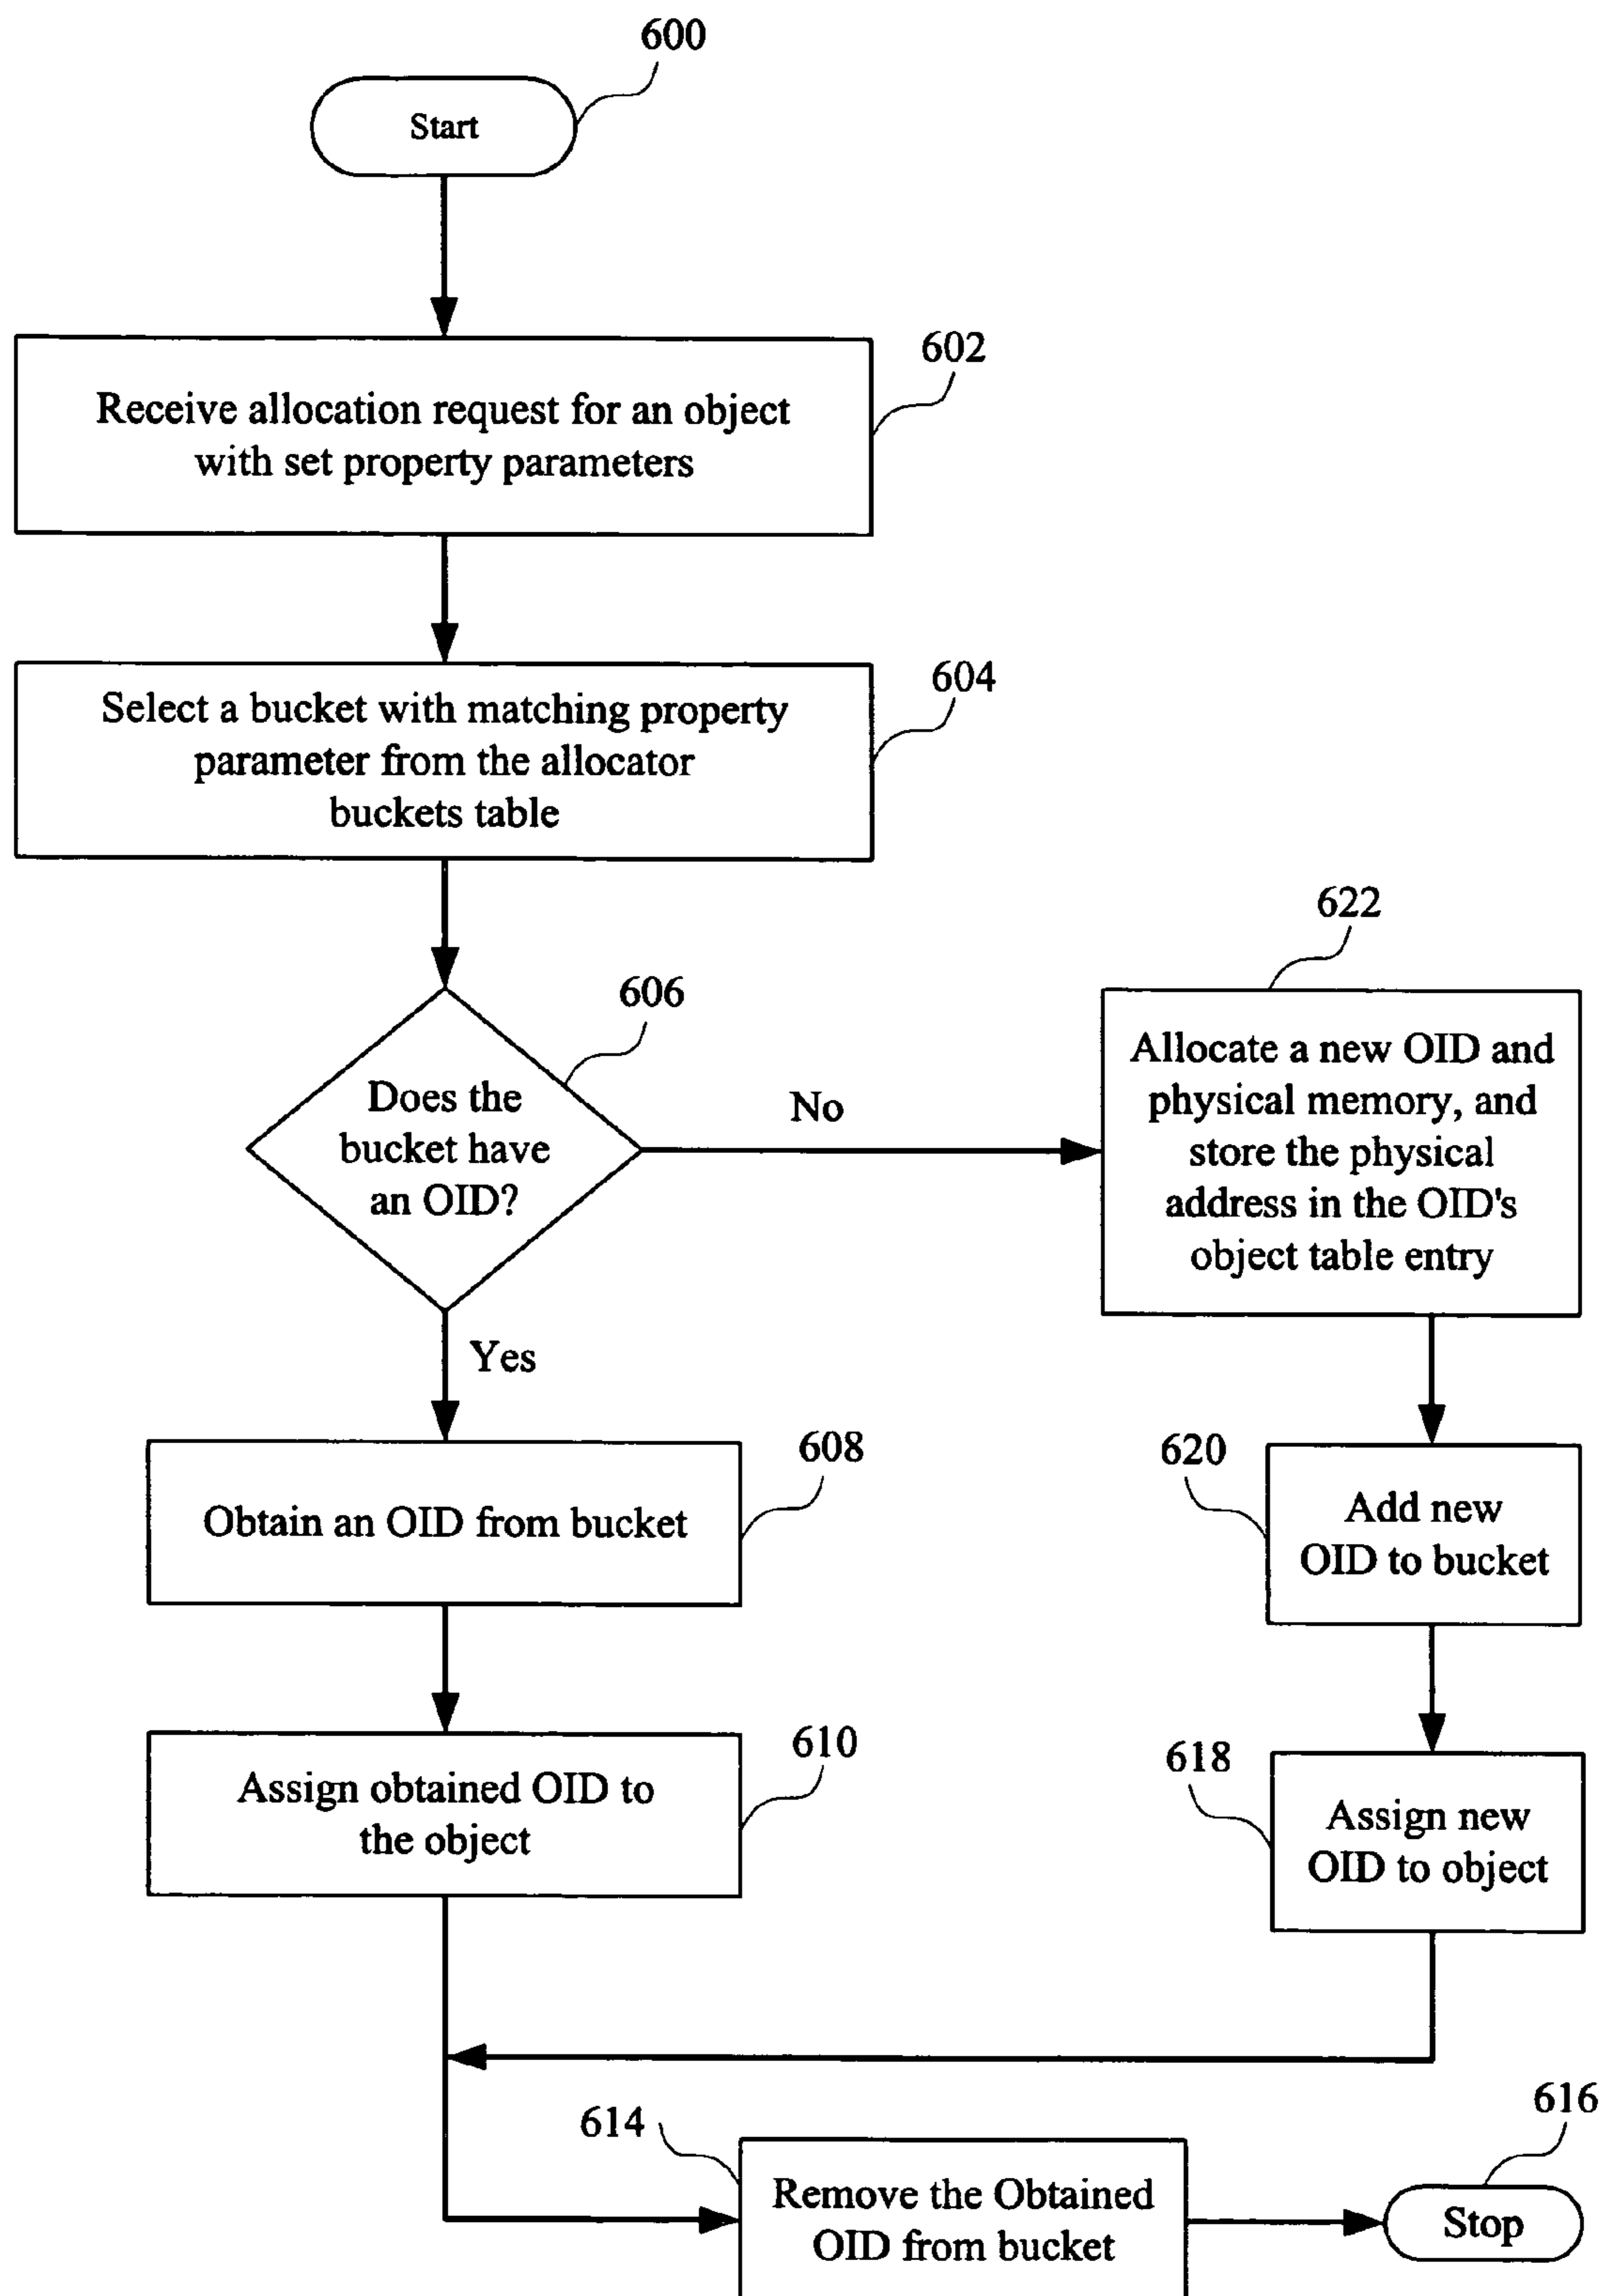 600
Start
602
Receive allocation request for an object
with set property parameters
604
Select a bucket with matching property
parameter from the allocator
buckets table
606
Does the
bucket have
an OID?
No
Yes
622
Allocate a new OID and
physical memory, and
store the physical
address in the OID's
object table entry
608
Obtain an OID from bucket
620
Add new
OID to bucket
610
Assign obtained OID to
the object
618
Assign new
OID to object
614
Remove the Obtained
OID from bucket
616
Stop